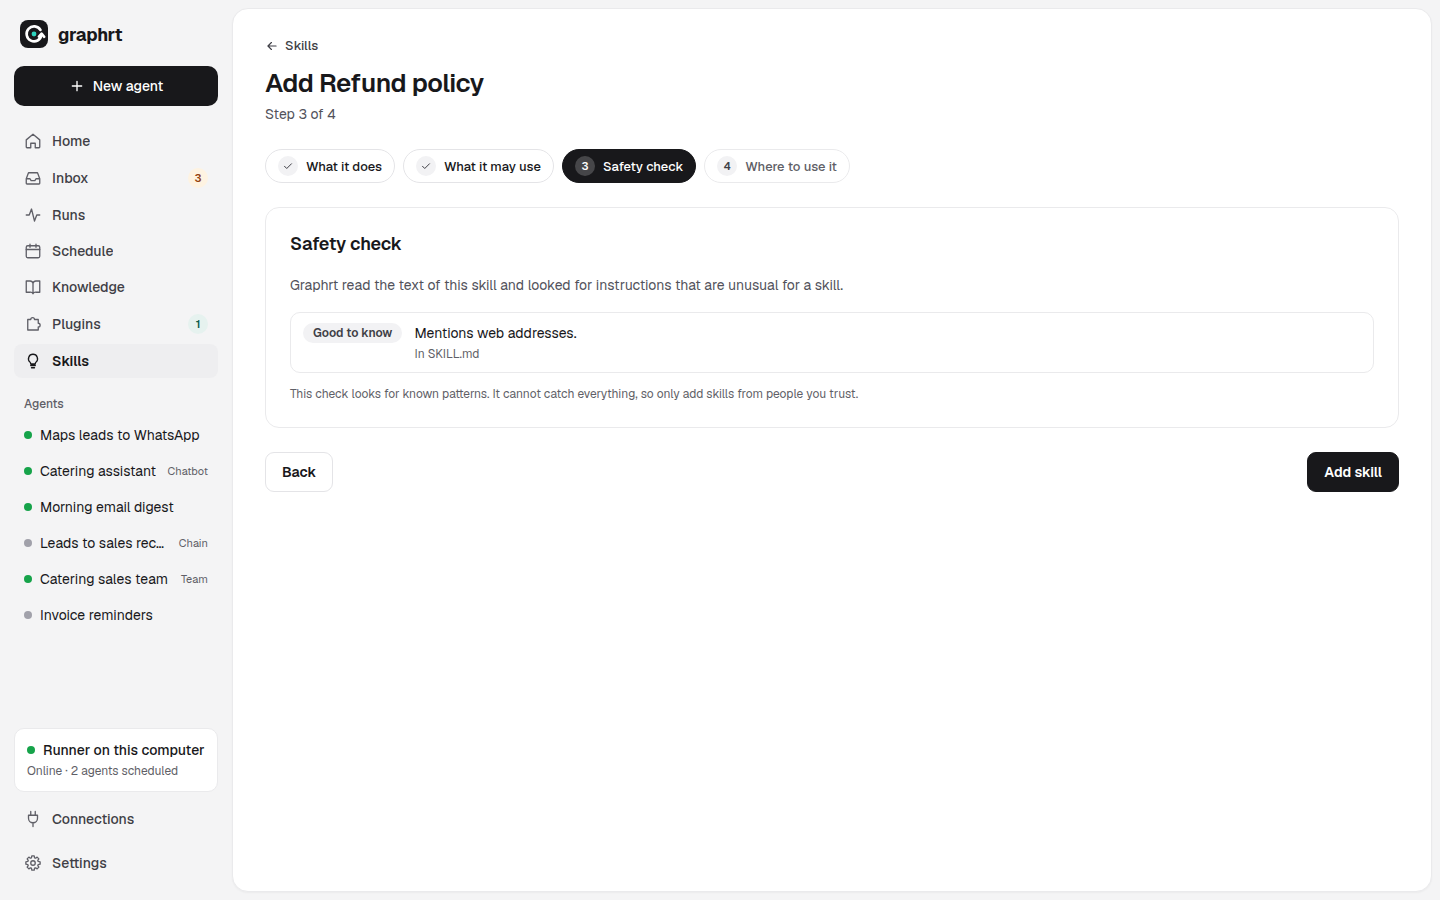 graphrt
New agent
Home
Inbox 3
Runs
Schedule
Knowledge
Plugins 1
Skills
Agents
Maps leads to WhatsApp
Catering assistant Chatbot
Morning email digest
Leads to sales rec... Chain
Catering sales team Team
Invoice reminders
Runner on this computer
Online · 2 agents scheduled
Connections
Settings
Skills
Add Refund policy
Step 3 of 4
What it does
What it may use
3 Safety check
4 Where to use it
Safety check
Graphrt read the text of this skill and looked for instructions that are unusual for a skill.
Good to know Mentions web addresses.
In SKILL.md
This check looks for known patterns. It cannot catch everything, so only add skills from people you trust.
Back
Add skill